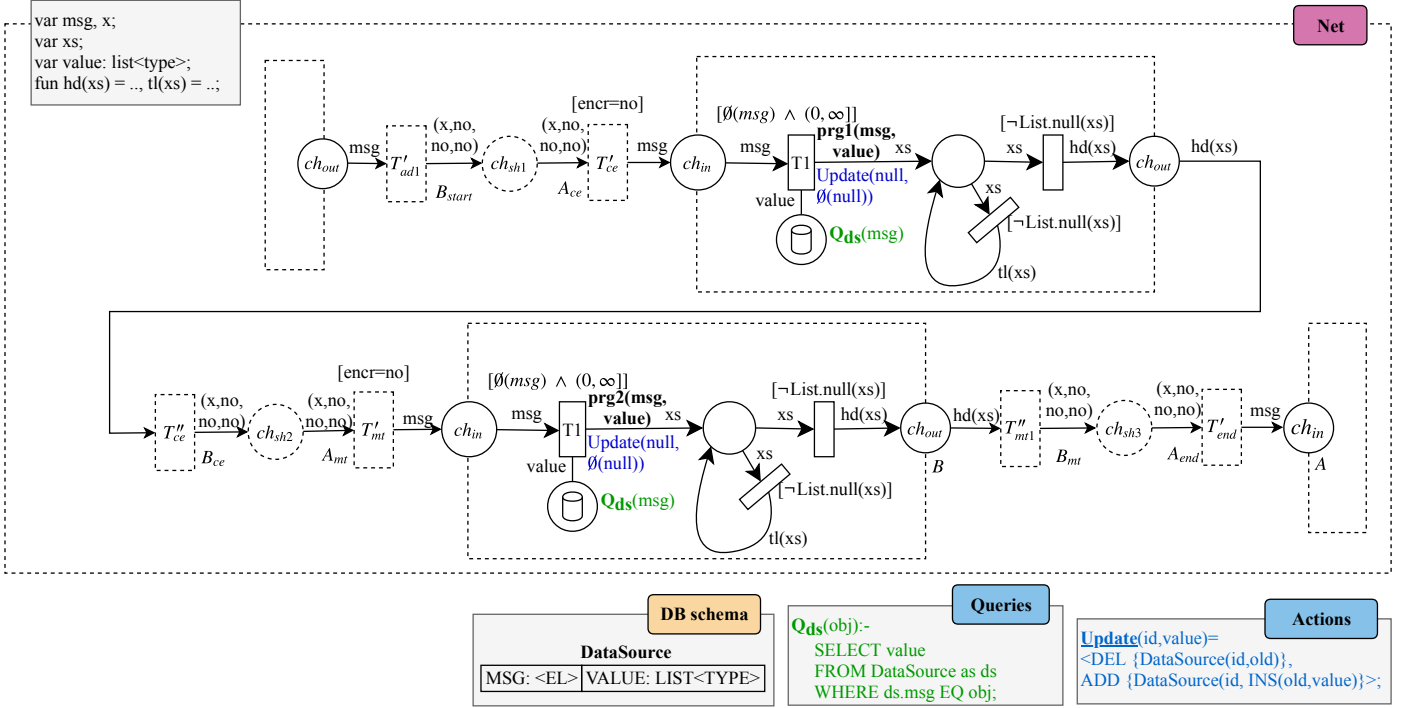 var msg, x;
var xs;
var value: list<type>;
fun hd(xs) = .., tl(xs) = ..;
Net
ch_out
msg
T'_ad1
(x,no,
no,no)
B_start
ch_sh1
(x,no,
no,no)
A_ce
[encr=no]
T'_ce
msg
ch_in
msg
[Ø(msg) ∧ (0, ∞]]
T1
prg1(msg,
value)
xs
Update(null,
Ø(null))
value
Q_ds(msg)
xs
[¬List.null(xs)]
hd(xs)
xs
[¬List.null(xs)]
tl(xs)
ch_out
hd(xs)
T''_ce
(x,no,
no,no)
B_ce
ch_sh2
(x,no,
no,no)
A_mt
[encr=no]
T'_mt
msg
ch_in
msg
[Ø(msg) ∧ (0, ∞]]
T1
prg2(msg,
value)
xs
Update(null,
Ø(null))
value
Q_ds(msg)
xs
[¬List.null(xs)]
hd(xs)
xs
[¬List.null(xs)]
tl(xs)
ch_out
B
hd(xs)
T''_mt1
(x,no,
no,no)
B_mt
ch_sh3
(x,no,
no,no)
A_end
T'_end
msg
ch_in
A
DB schema
DataSource
MSG: <EL> VALUE: LIST<TYPE>
Queries
Q_ds(obj):-
SELECT value
FROM DataSource as ds
WHERE ds.msg EQ obj;
Actions
Update(id,value)=
<DEL {DataSource(id,old)},
ADD {DataSource(id, INS(old,value)}>;